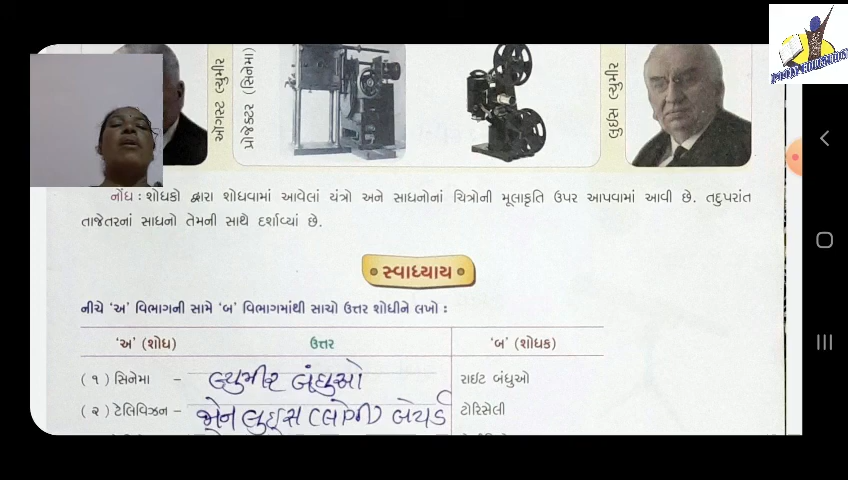 ઑગસ્ટ લ્યુમીર
પ્રોજેક્ટર (સિનેમા)
લુઇસ લ્યુમીર
નોંધ : શોધકો દ્વારા શોધવામાં આવેલાં યંત્રો અને સાધનોનાં ચિત્રોની મૂલાકૃતિ ઉપર આપવામાં આવી છે. તદુપરાંત
તાજેતરનાં સાધનો તેમની સાથે દર્શાવ્યાં છે.
• સ્વાધ્યાય •
નીચે ‘અ’ વિભાગની સામે ‘બ’ વિભાગમાંથી સાચો ઉત્તર શોધીને લખો :
‘અ’ (શોધ) ઉત્તર ‘બ’ (શોધક)
(૧) સિનેમા – લ્યુમીર બંધુઓ રાઇટ બંધુઓ
(૨) ટેલિવિઝન – જોન લુઇસ (લોગી) બેયર્ડ ટોરિસેલી